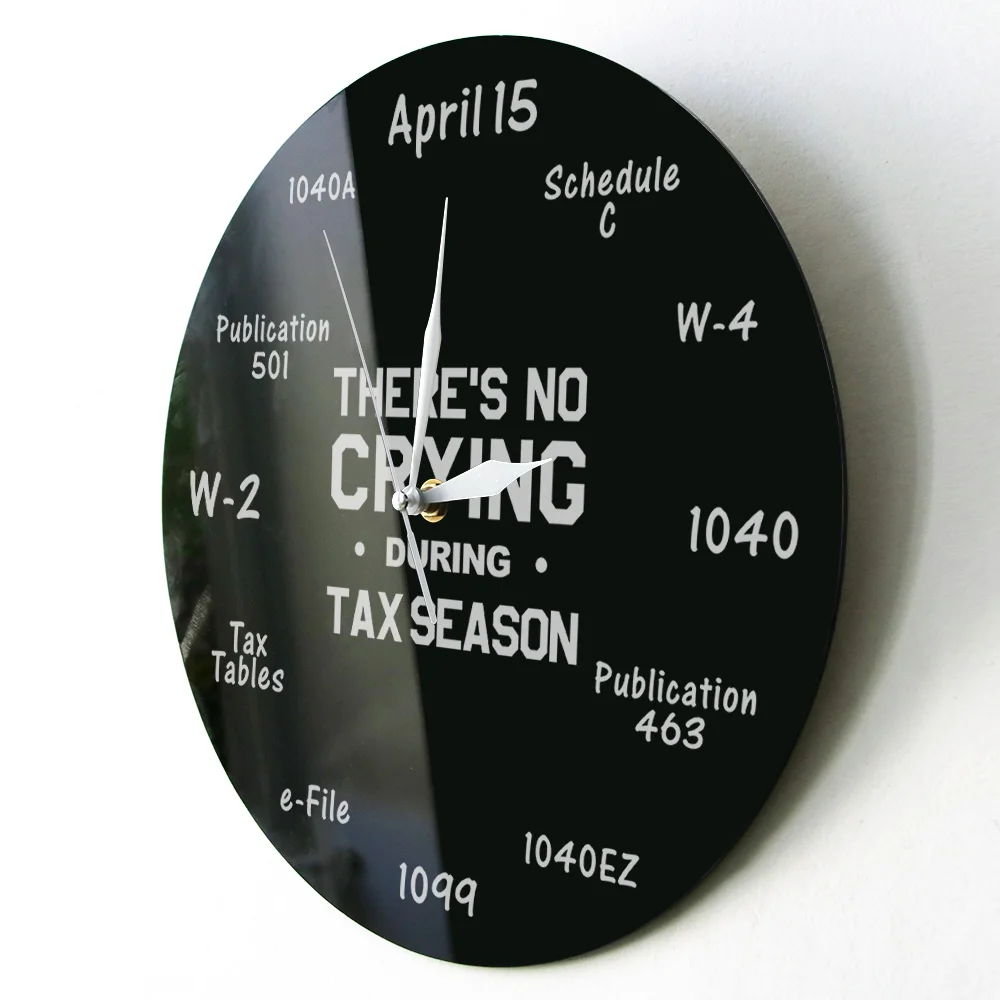 April 15
Schedule
C
W-4
1040
Publication
463
1040EZ
1099
e-File
Tax
Tables
W-2
Publication
501
1040A
THERE'S NO
CRYING
• DURING •
TAX SEASON